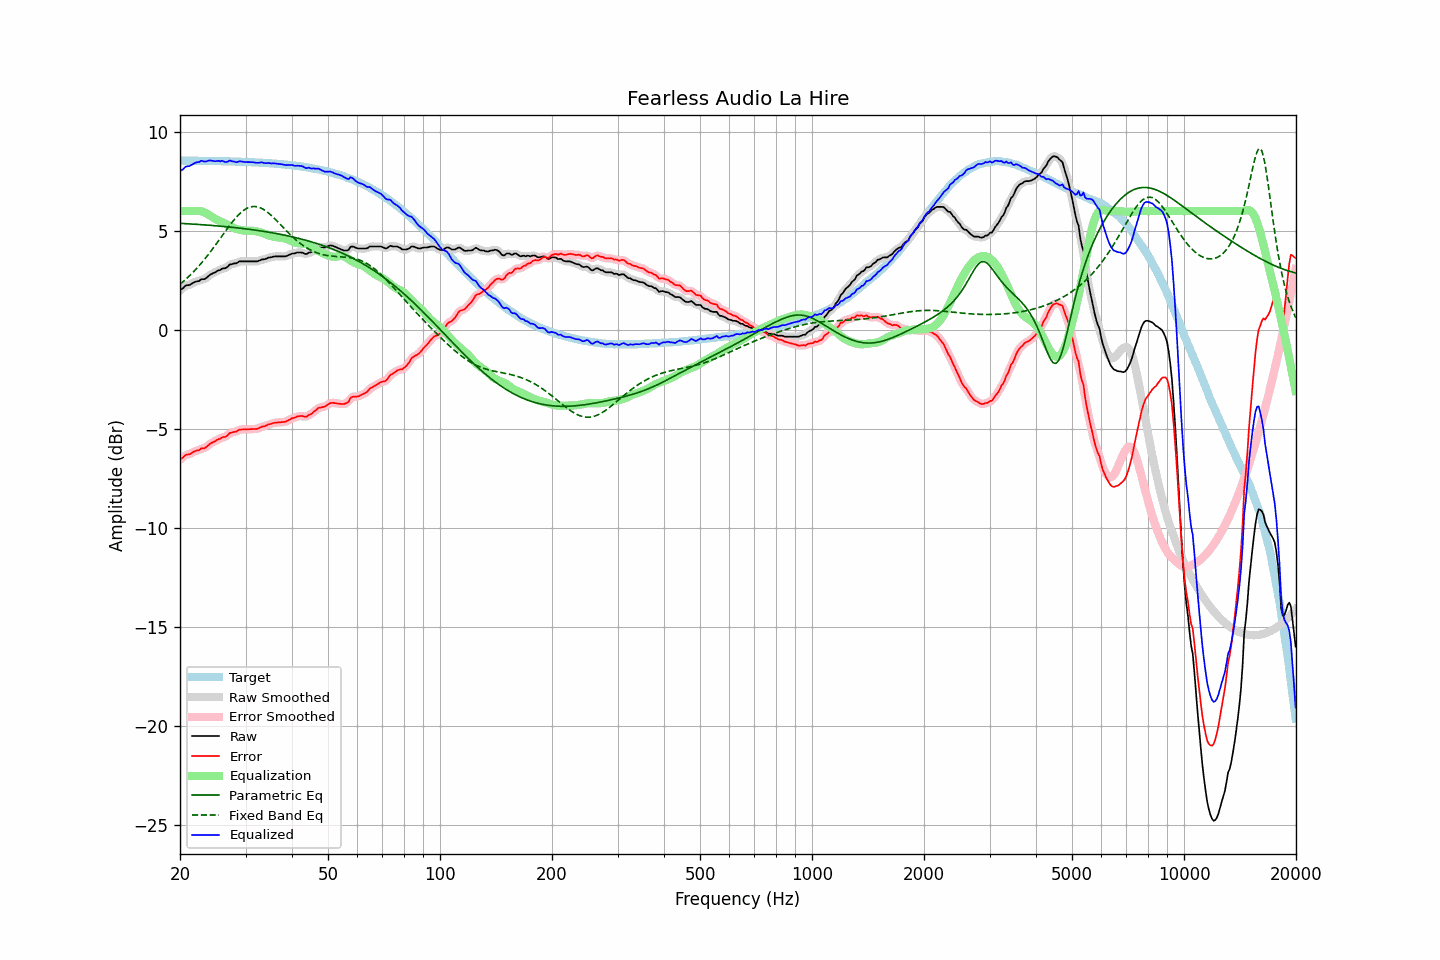 Fearless Audio La Hire
10
5
0
−5
−10
−15
−20
−25
Amplitude (dBr)
Target
Raw Smoothed
Error Smoothed
Raw
Error
Equalization
Parametric Eq
Fixed Band Eq
Equalized
20 50 100 200 500 1000 2000 5000 10000 20000
Frequency (Hz)